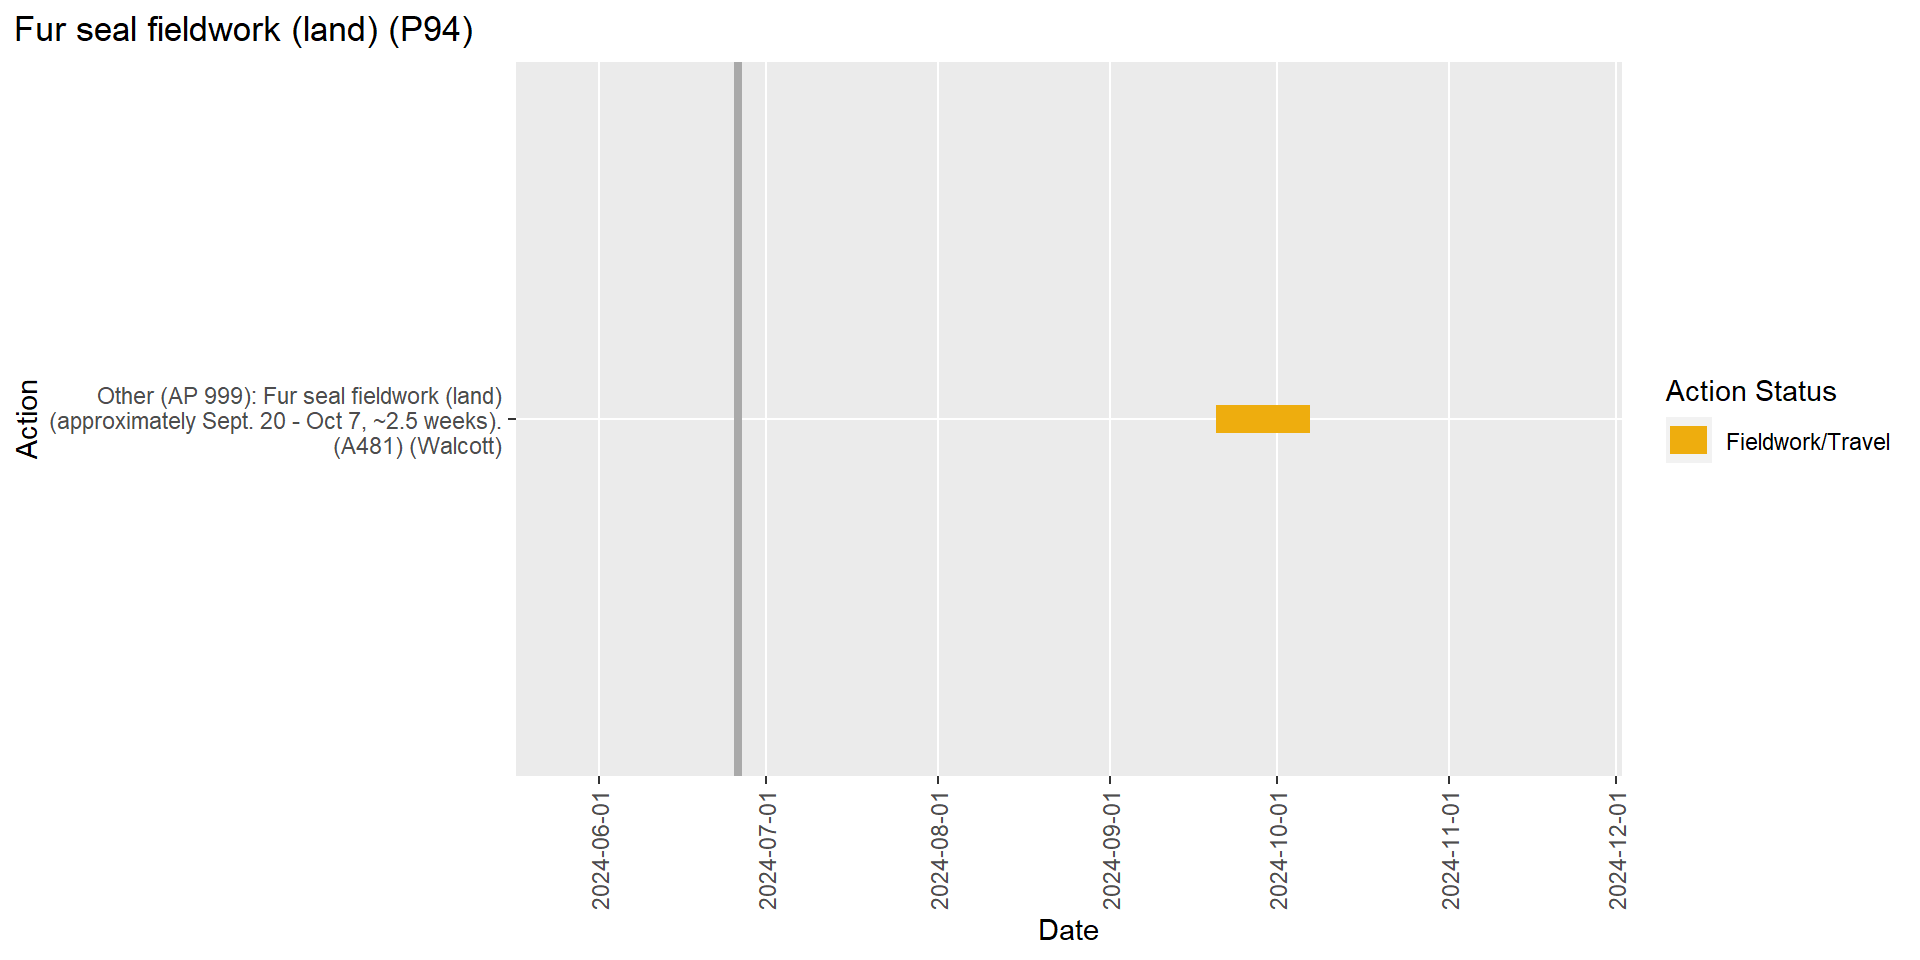 Fur seal fieldwork (land) (P94)
Action
Other (AP 999): Fur seal fieldwork (land)
(approximately Sept. 20 - Oct 7, ~2.5 weeks).
(A481) (Walcott)
Action Status
Fieldwork/Travel
2024-06-01
2024-07-01
2024-08-01
2024-09-01
2024-10-01
2024-11-01
2024-12-01
Date